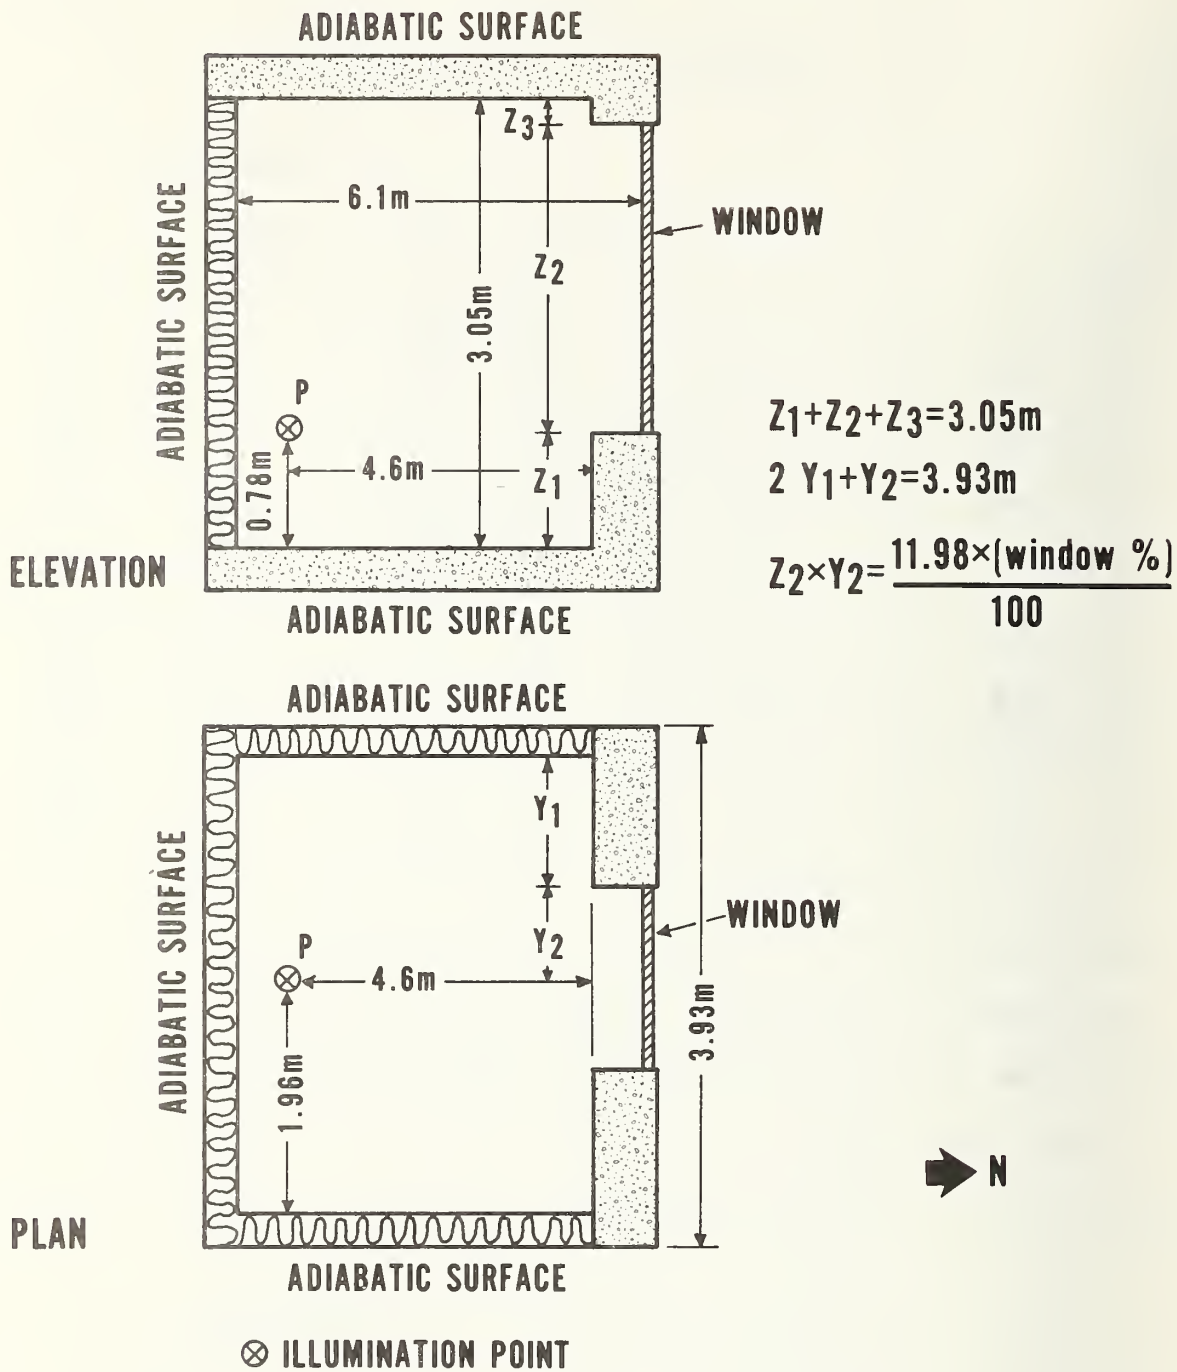 ADIABATIC SURFACE
Z3
6.1m
ADIABATIC SURFACE
WINDOW
Z2
3.05m
P
Z1+Z2+Z3=3.05m
4.6m
Z1
0.78m
2 Y1+Y2=3.93m
ELEVATION
Z2×Y2=11.98×(window %)
100
ADIABATIC SURFACE
ADIABATIC SURFACE
Y1
ADIABATIC SURFACE
WINDOW
Y2
P
4.6m
3.93m
1.96m
N
PLAN
ADIABATIC SURFACE
⊗ ILLUMINATION POINT